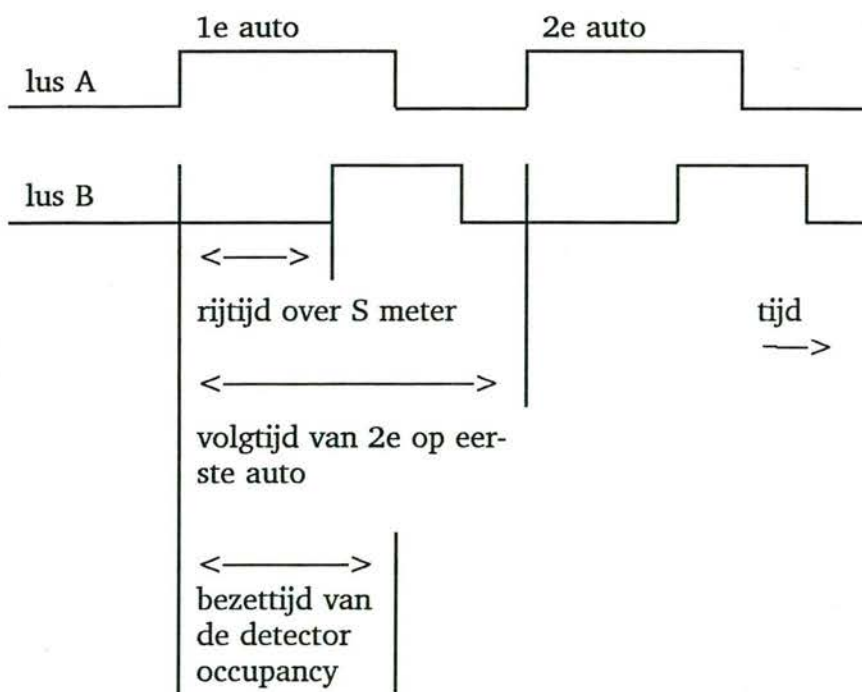 1e auto
2e auto
lus A
lus B
rijtijd over S meter
tijd
volgtijd van 2e op eer-
ste auto
bezettijd van
de detector
occupancy